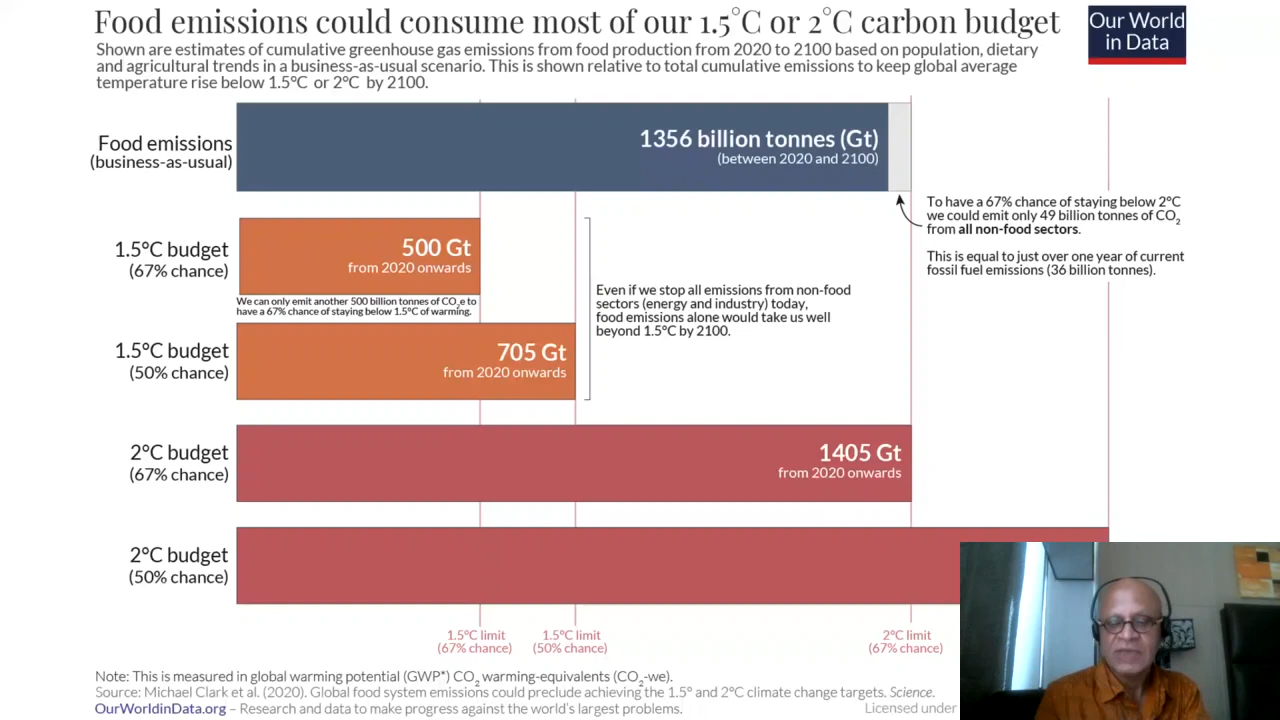 Food emissions could consume most of our 1.5°C or 2°C carbon budget
Our World
in Data
Shown are estimates of cumulative greenhouse gas emissions from food production from 2020 to 2100 based on population, dietary
and agricultural trends in a business-as-usual scenario. This is shown relative to total cumulative emissions to keep global average
temperature rise below 1.5°C or 2°C by 2100.
Food emissions
(business-as-usual)
1356 billion tonnes (Gt)
(between 2020 and 2100)
To have a 67% chance of staying below 2°C
we could emit only 49 billion tonnes of CO₂
from all non-food sectors.
This is equal to just over one year of current
fossil fuel emissions (36 billion tonnes).
1.5°C budget
(67% chance)
500 Gt
from 2020 onwards
We can only emit another 500 billion tonnes of CO₂e to
have a 67% chance of staying below 1.5°C of warming.
Even if we stop all emissions from non-food
sectors (energy and industry) today,
food emissions alone would take us well
beyond 1.5°C by 2100.
1.5°C budget
(50% chance)
705 Gt
from 2020 onwards
2°C budget
(67% chance)
1405 Gt
from 2020 onwards
2°C budget
(50% chance)
1.5°C limit
(67% chance)
1.5°C limit
(50% chance)
2°C limit
(67% chance)
Note: This is measured in global warming potential (GWP*) CO₂ warming-equivalents (CO₂-we).
Source: Michael Clark et al. (2020). Global food system emissions could preclude achieving the 1.5° and 2°C climate change targets. Science.
OurWorldinData.org – Research and data to make progress against the world's largest problems.
Licensed under